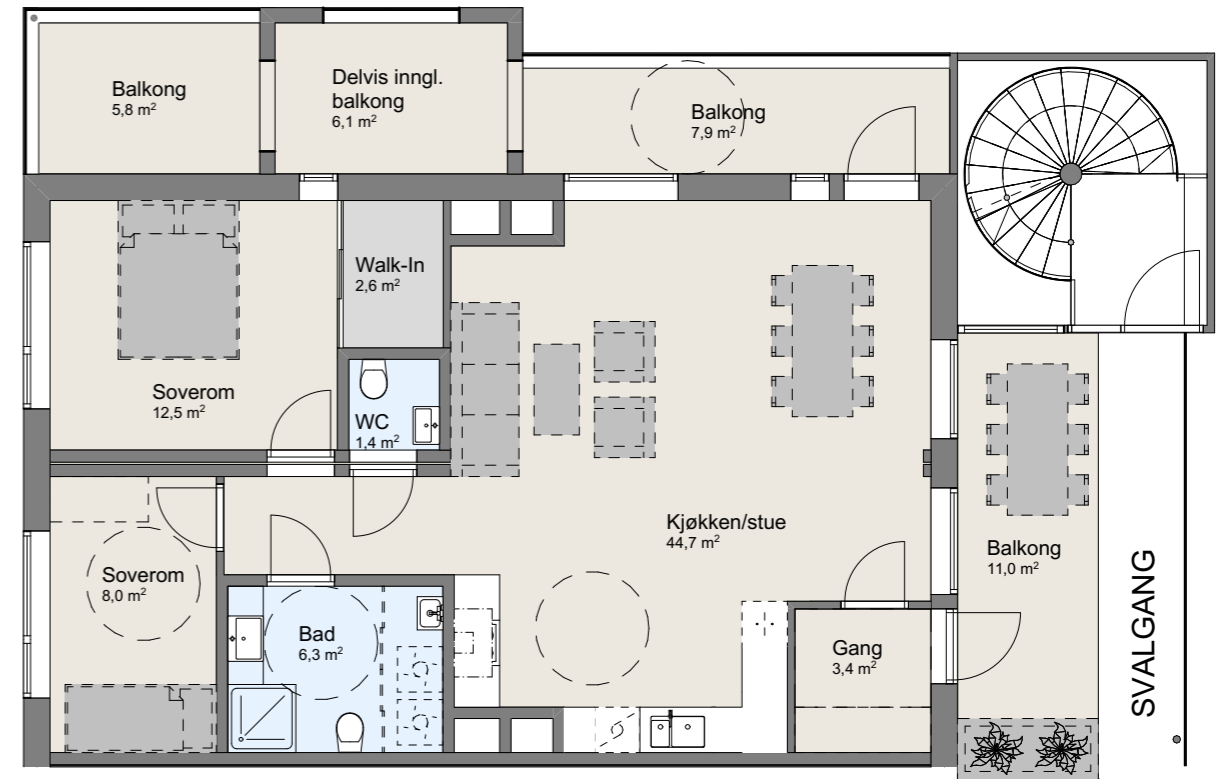 Balkong
5,8 m²
Delvis inngl.
balkong
6,1 m²
Balkong
7,9 m²
Walk-In
2,6 m²
Soverom
12,5 m²
WC
1,4 m²
Kjøkken/stue
44,7 m²
Balkong
11,0 m²
Soverom
8,0 m²
Bad
6,3 m²
Gang
3,4 m²
SVALGANG